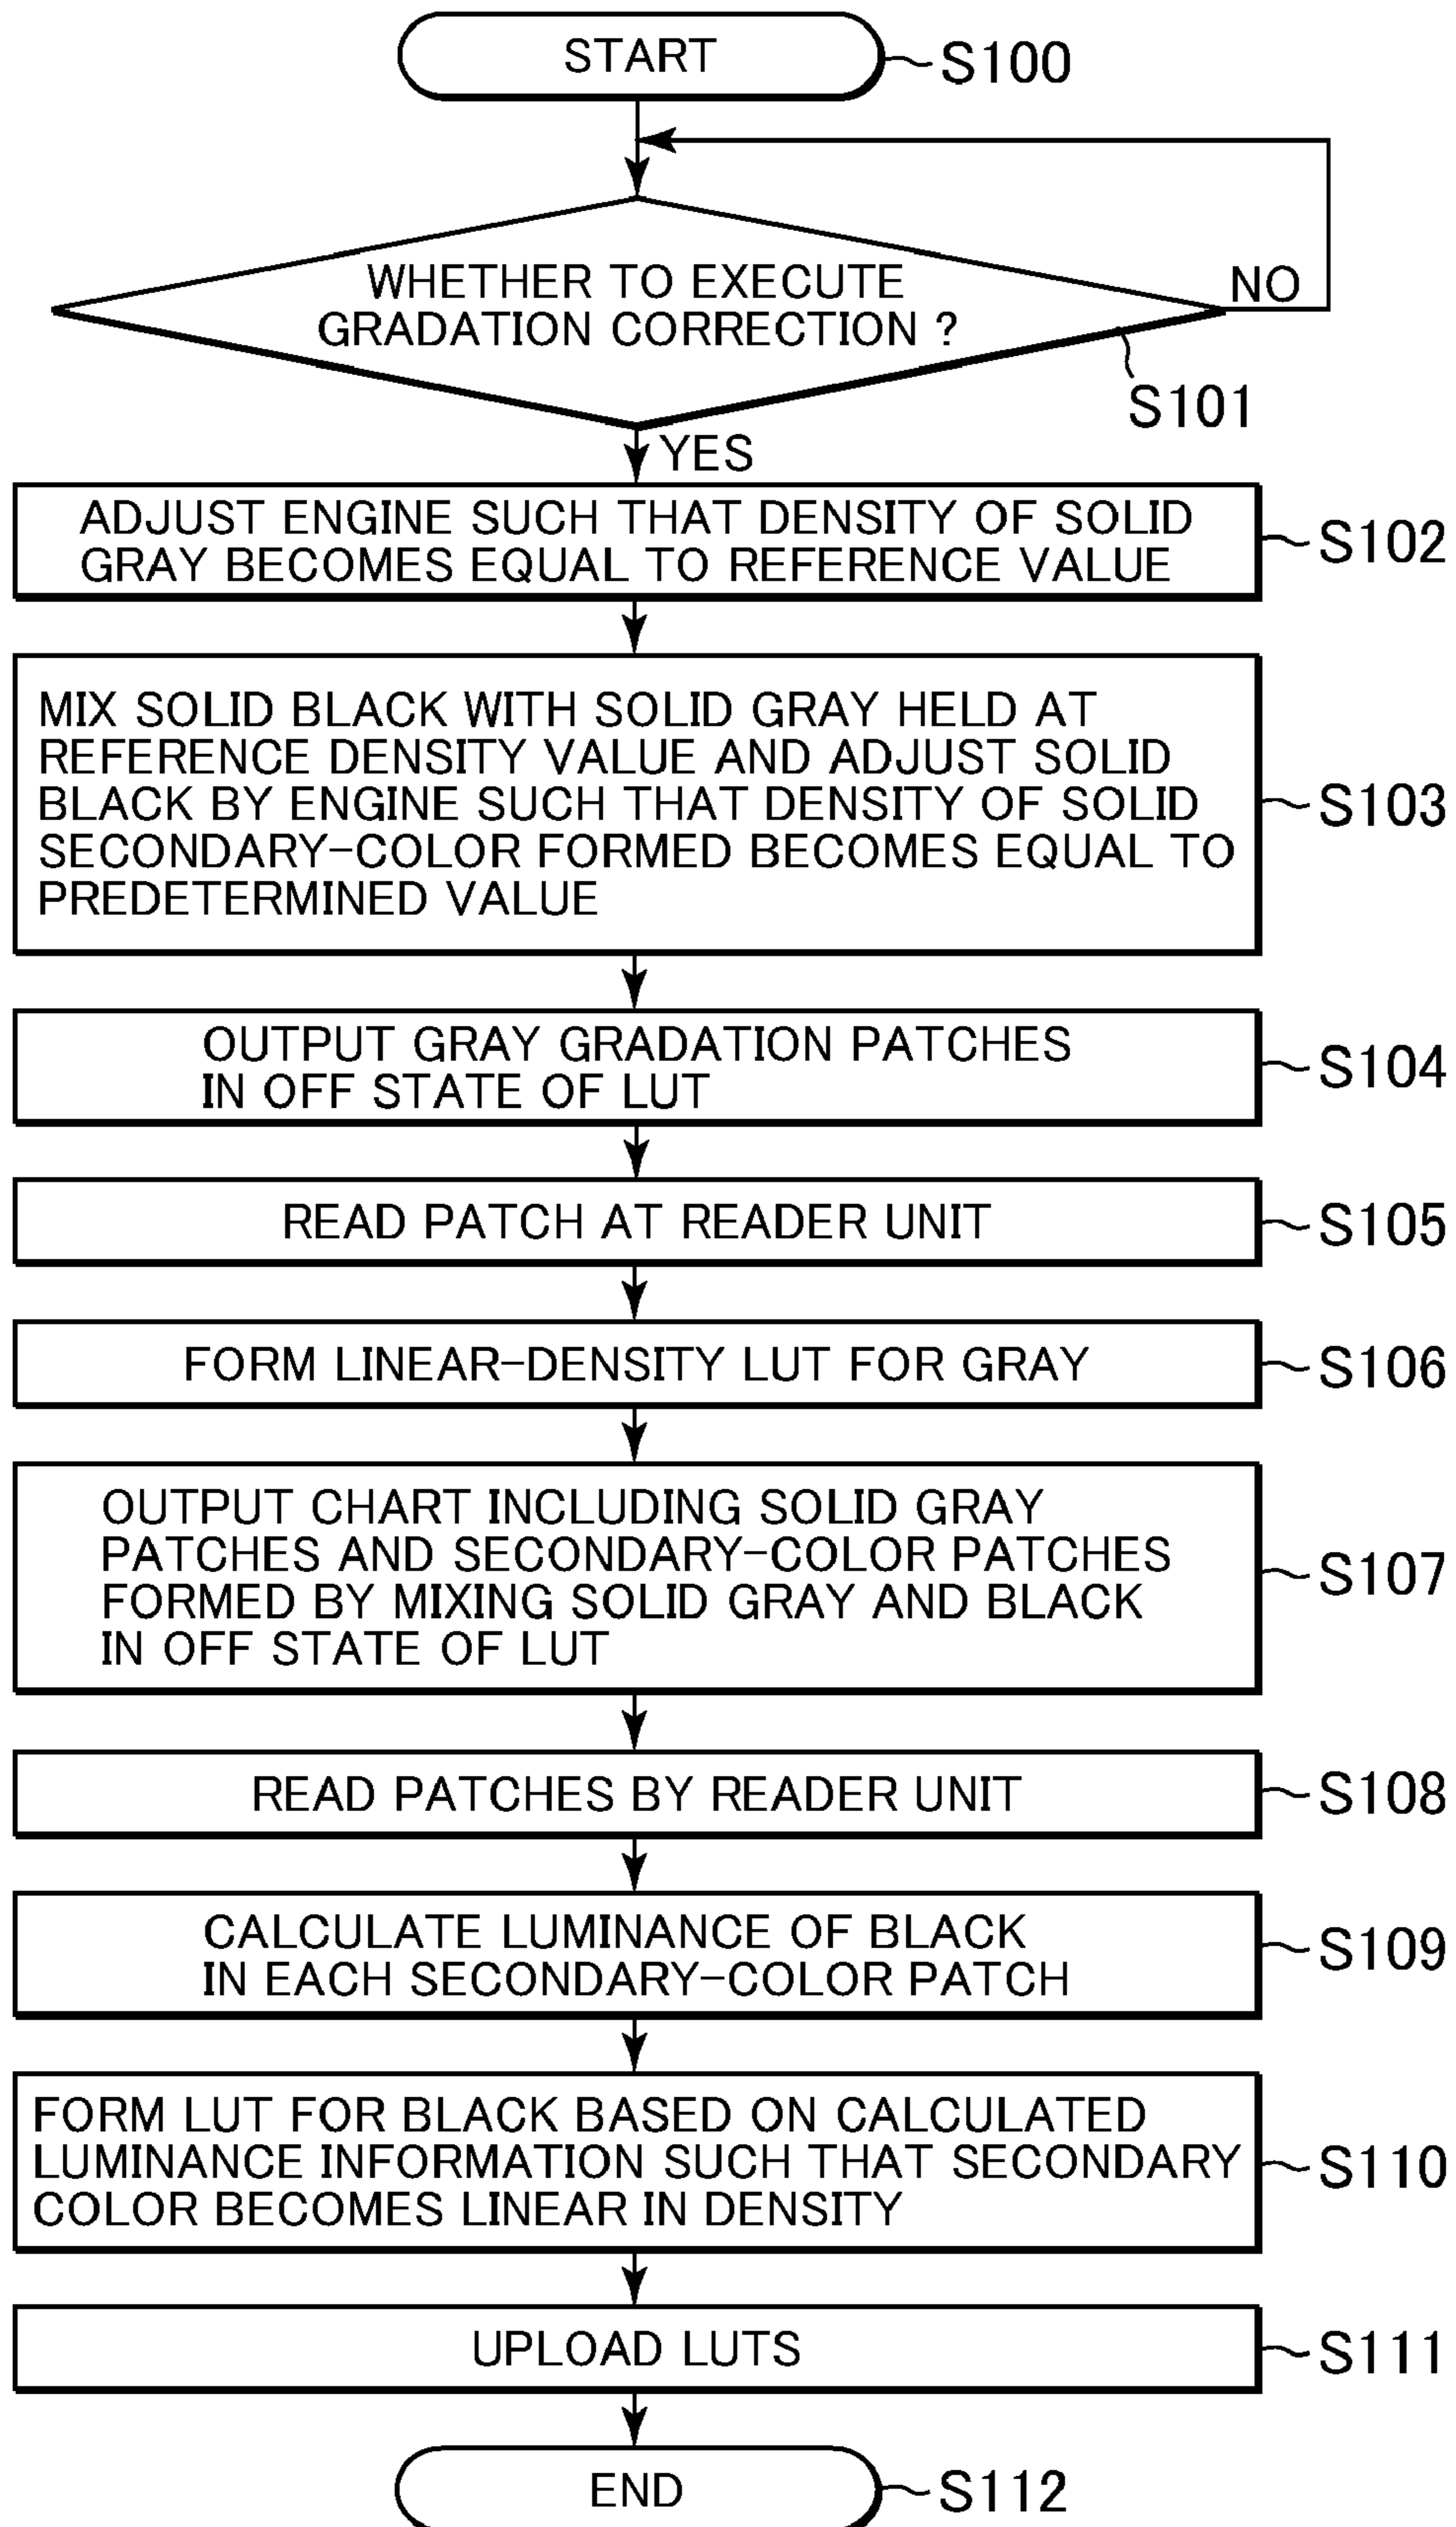 START
S100
WHETHER TO EXECUTE
GRADATION CORRECTION ?
NO
S101
YES
ADJUST ENGINE SUCH THAT DENSITY OF SOLID
GRAY BECOMES EQUAL TO REFERENCE VALUE
S102
MIX SOLID BLACK WITH SOLID GRAY HELD AT
REFERENCE DENSITY VALUE AND ADJUST SOLID
BLACK BY ENGINE SUCH THAT DENSITY OF SOLID
SECONDARY-COLOR FORMED BECOMES EQUAL TO
PREDETERMINED VALUE
S103
OUTPUT GRAY GRADATION PATCHES
IN OFF STATE OF LUT
S104
READ PATCH AT READER UNIT
S105
FORM LINEAR-DENSITY LUT FOR GRAY
S106
OUTPUT CHART INCLUDING SOLID GRAY
PATCHES AND SECONDARY-COLOR PATCHES
FORMED BY MIXING SOLID GRAY AND BLACK
IN OFF STATE OF LUT
S107
READ PATCHES BY READER UNIT
S108
CALCULATE LUMINANCE OF BLACK
IN EACH SECONDARY-COLOR PATCH
S109
FORM LUT FOR BLACK BASED ON CALCULATED
LUMINANCE INFORMATION SUCH THAT SECONDARY
COLOR BECOMES LINEAR IN DENSITY
S110
UPLOAD LUTS
S111
END
S112